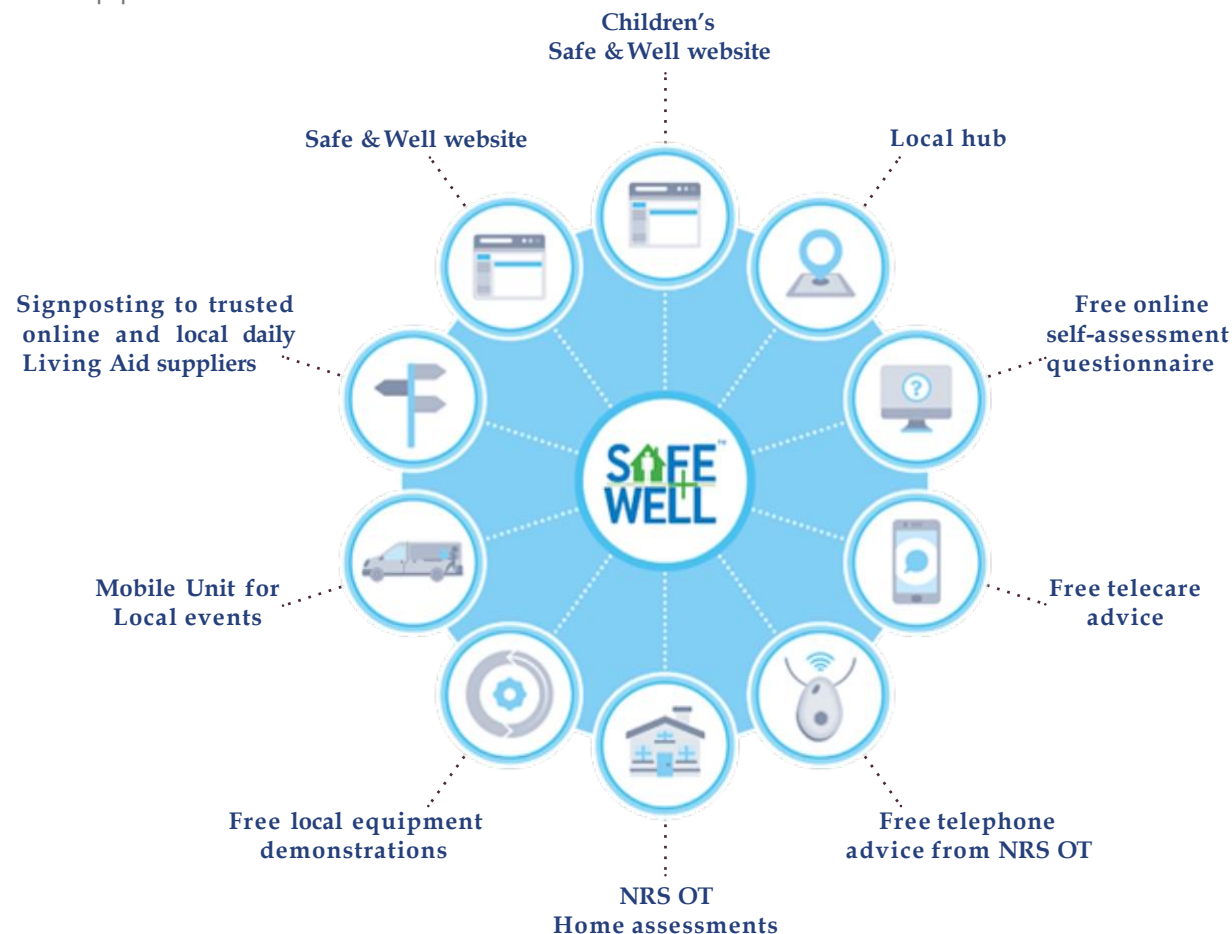 Children's
Safe & Well website
Safe & Well website
Local hub
Signposting to trusted
online and local daily
Living Aid suppliers
Free online
self-assessment
questionnaire
?
SAFE
WELL
™
Mobile Unit for
Local events
Free telecare
advice
Free local equipment
demonstrations
Free telephone
advice from NRS OT
NRS OT
Home assessments